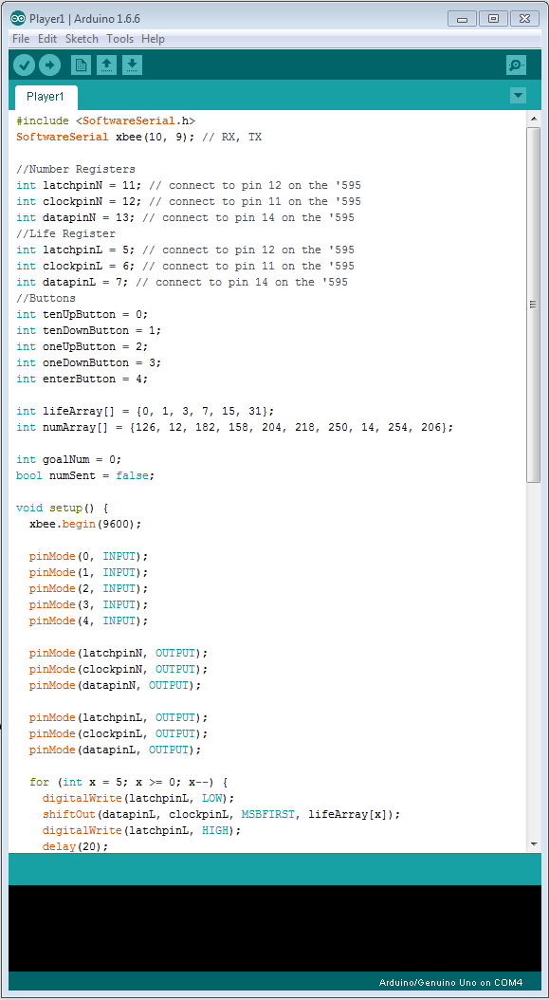 Player1 | Arduino 1.6.6
File Edit Sketch Tools Help
Player1
#include <SoftwareSerial.h>
SoftwareSerial xbee(10, 9); // RX, TX

//Number Registers
int latchpinN = 11; // connect to pin 12 on the '595
int clockpinN = 12; // connect to pin 11 on the '595
int datapinN = 13; // connect to pin 14 on the '595
//Life Register
int latchpinL = 5; // connect to pin 12 on the '595
int clockpinL = 6; // connect to pin 11 on the '595
int datapinL = 7; // connect to pin 14 on the '595
//Buttons
int tenUpButton = 0;
int tenDownButton = 1;
int oneUpButton = 2;
int oneDownButton = 3;
int enterButton = 4;

int lifeArray[] = {0, 1, 3, 7, 15, 31};
int numArray[] = {126, 12, 182, 158, 204, 218, 250, 14, 254, 206};

int goalNum = 0;
bool numSent = false;

void setup() {
  xbee.begin(9600);

  pinMode(0, INPUT);
  pinMode(1, INPUT);
  pinMode(2, INPUT);
  pinMode(3, INPUT);
  pinMode(4, INPUT);

  pinMode(latchpinN, OUTPUT);
  pinMode(clockpinN, OUTPUT);
  pinMode(datapinN, OUTPUT);

  pinMode(latchpinL, OUTPUT);
  pinMode(clockpinL, OUTPUT);
  pinMode(datapinL, OUTPUT);

  for (int x = 5; x >= 0; x--) {
    digitalWrite(latchpinL, LOW);
    shiftOut(datapinL, clockpinL, MSBFIRST, lifeArray[x]);
    digitalWrite(latchpinL, HIGH);
    delay(20);
Arduino/Genuino Uno on COM4